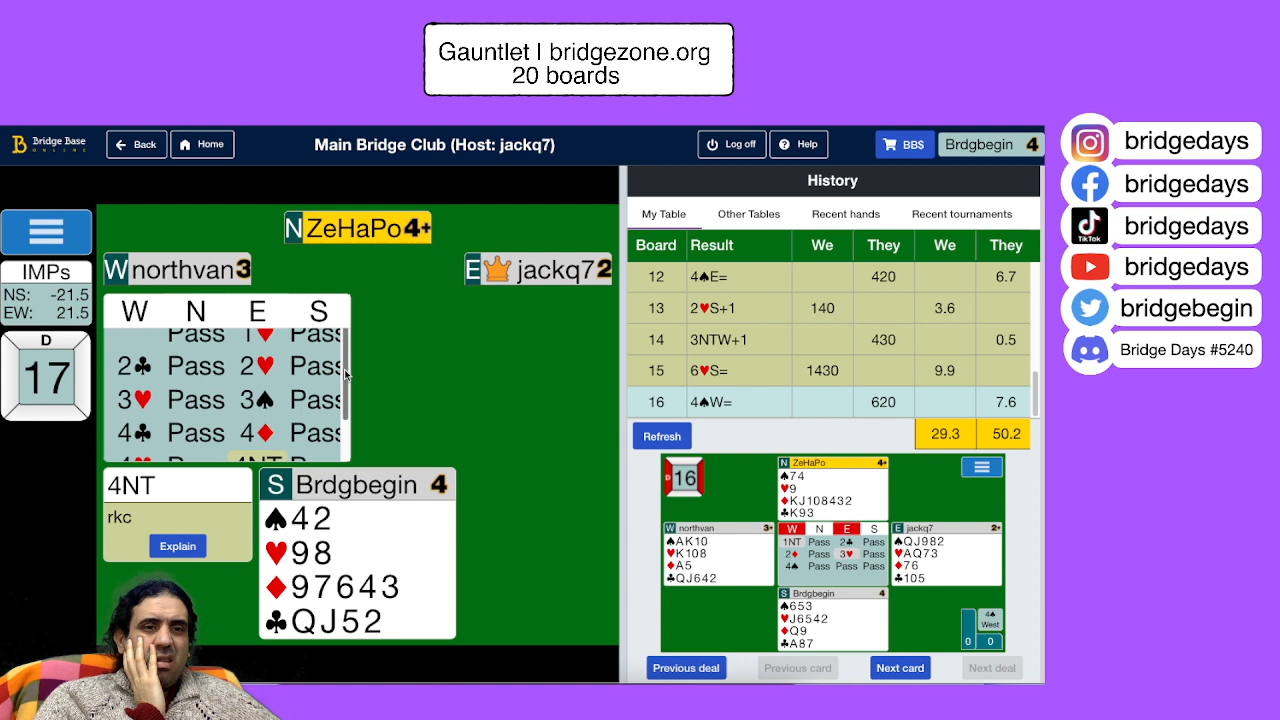 Gauntlet I bridgezone.org
20 boards
B Bridge Base ONLINE
Back
Home
Main Bridge Club (Host: jackq7)
Log off
Help
BB$
Brdgbegin 4
N ZeHaPo 4+
W northvan 3
E jackq7 2
IMPs
NS: -21.5
EW: 21.5
D
17
W N E S
Pass 1♥ Pass
2♣ Pass 2♥ Pass
3♥ Pass 3♠ Pass
4♣ Pass 4♦ Pass
4♥ Pass 4NT P
4NT
rkc
Explain
S Brdgbegin 4
♠42
♥98
♦97643
♣QJ52
History
My Table Other Tables Recent hands Recent tournaments
Board Result We They We They
12 4♠E= 420 6.7
13 2♥S+1 140 3.6
14 3NTW+1 430 0.5
15 6♥S= 1430 9.9
16 4♠W= 620 7.6
Refresh
29.3 50.2
D 16
N ZeHaPo 4+
♠74
♥9
♦KJ108432
♣K93
W northvan 3+
♠AK10
♥K108
♦A5
♣QJ642
W N E S
1NT Pass 2♣ Pass
2♦ Pass 3♥ Pass
4♠ Pass Pass Pass
E jackq7 2+
♠QJ982
♥AQ73
♦76
♣105
S Brdgbegin 4
♠653
♥J6542
♦Q9
♣A87
4♠
West
0 0
Previous deal
Previous card
Next card
Next deal
bridgedays
bridgedays
TikTok
bridgedays
bridgedays
bridgebegin
Bridge Days #5240